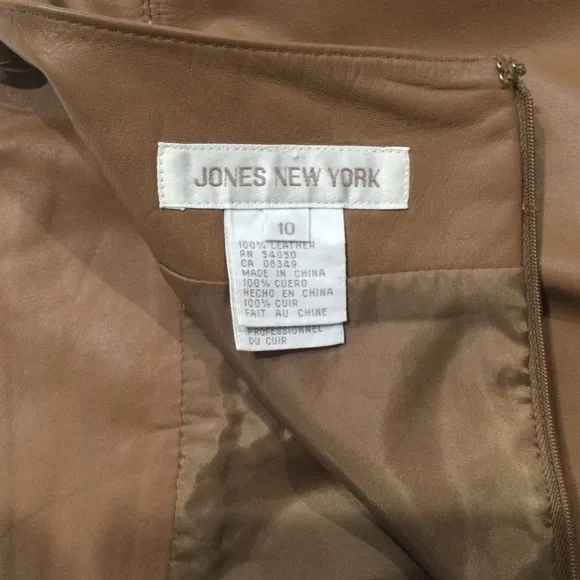 JONES NEW YORK
10
100% LEATHER
RN 54050
CA 08349
MADE IN CHINA
100% CUERO
HECHO EN CHINA
100% CUIR
FAIT AU CHINE
PROFESSIONNEL
DU CUIR